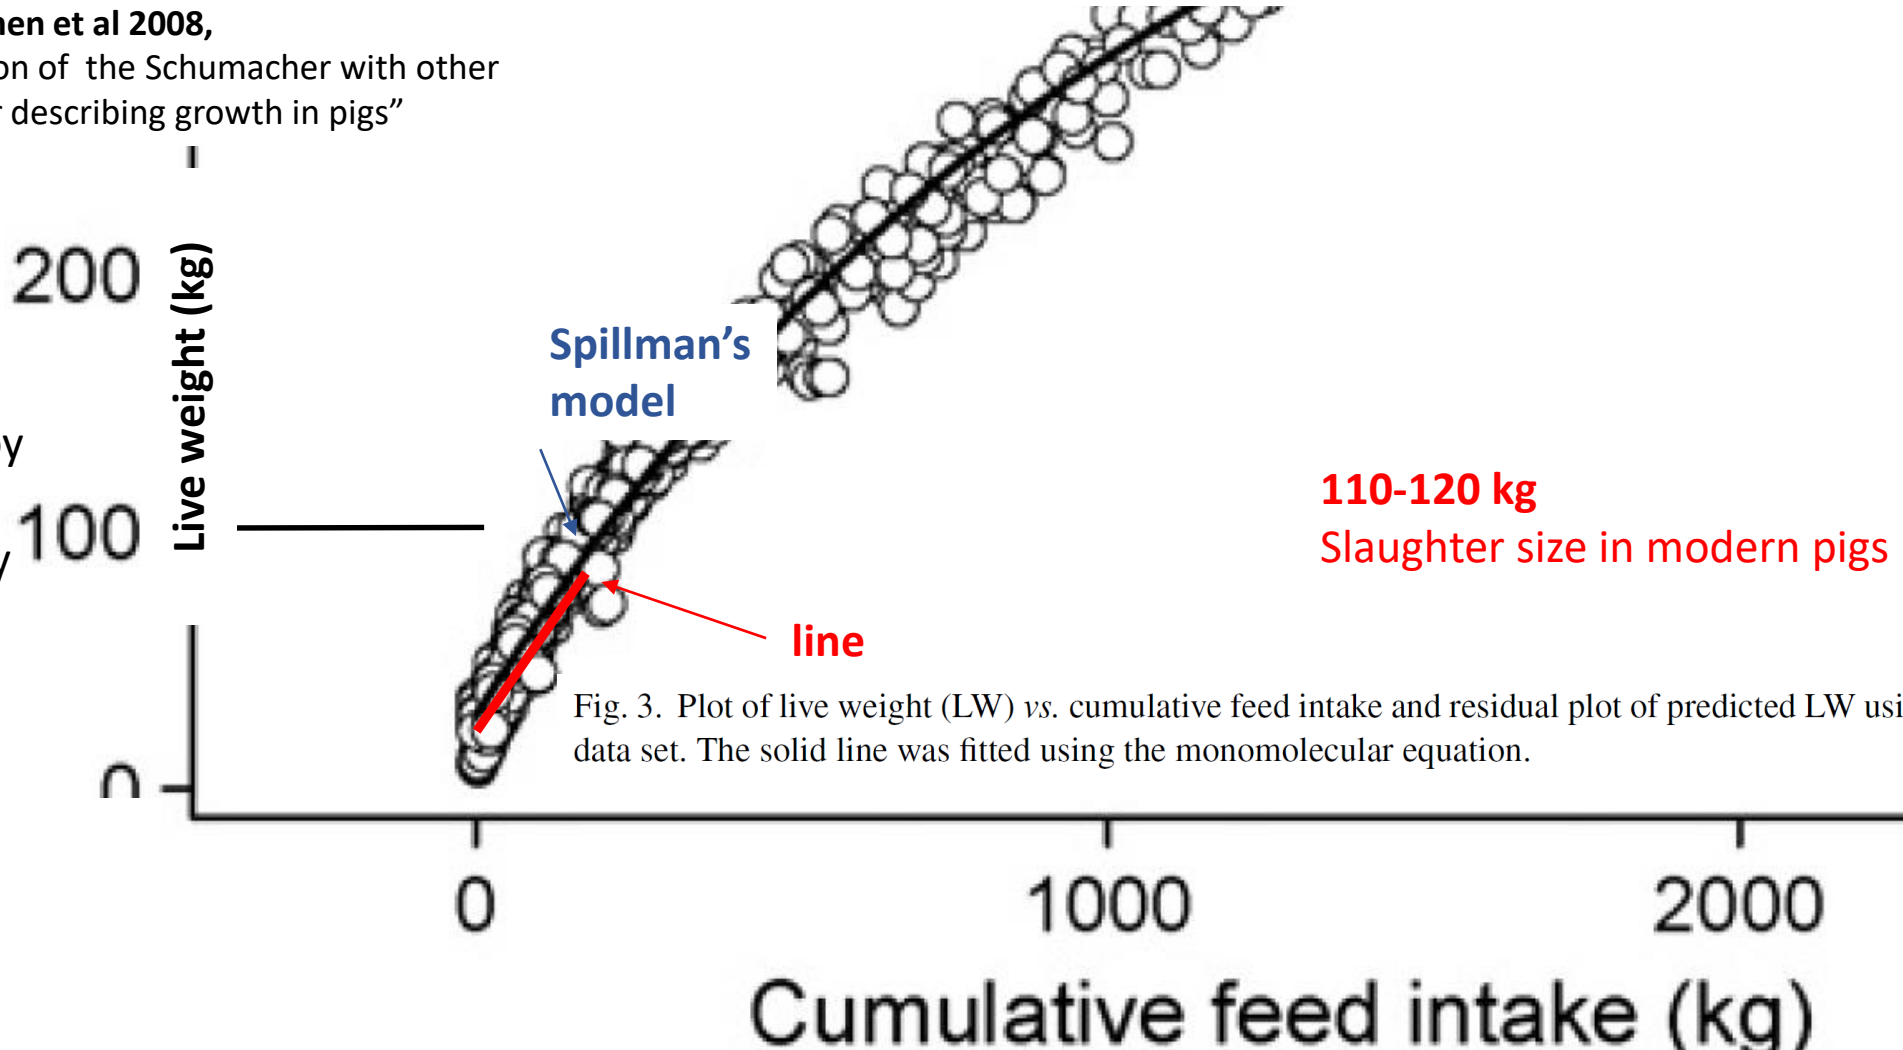 et al 2008,
of the Schumacher with other
describing growth in pigs”
200
Live weight (kg)
Spillman’s
model
100
110-120 kg
Slaughter size in modern pigs
line
Fig. 3. Plot of live weight (LW) vs. cumulative feed intake and residual plot of predicted LW
data set. The solid line was fitted using the monomolecular equation.
0
0 1000 2000
Cumulative feed intake (kg)